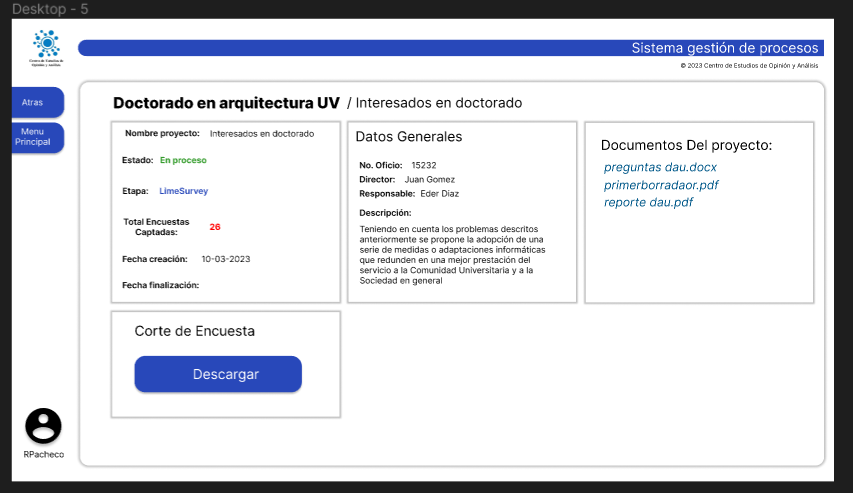 Desktop - 5
Centro de Estudios de
Opinión y Análisis
Sistema gestión de procesos
© 2023 Centro de Estudios de Opinión y Análisis
Atras
Menu
Principal
Doctorado en arquitectura UV / Interesados en doctorado
Nombre proyecto: Interesados en doctorado
Estado: En proceso
Etapa: LimeSurvey
Total Encuestas
Captadas: 26
Fecha creación: 10-03-2023
Fecha finalización:
Datos Generales
No. Oficio: 15232
Director: Juan Gomez
Responsable: Eder Diaz
Descripción:
Teniendo en cuenta los problemas descritos
anteriormente se propone la adopción de una
serie de medidas o adaptaciones informáticas
que redunden en una mejor prestación del
servicio a la Comunidad Universitaria y a la
Sociedad en general
Documentos Del proyecto:
preguntas dau.docx
primerborradaor.pdf
reporte dau.pdf
Corte de Encuesta
Descargar
RPacheco